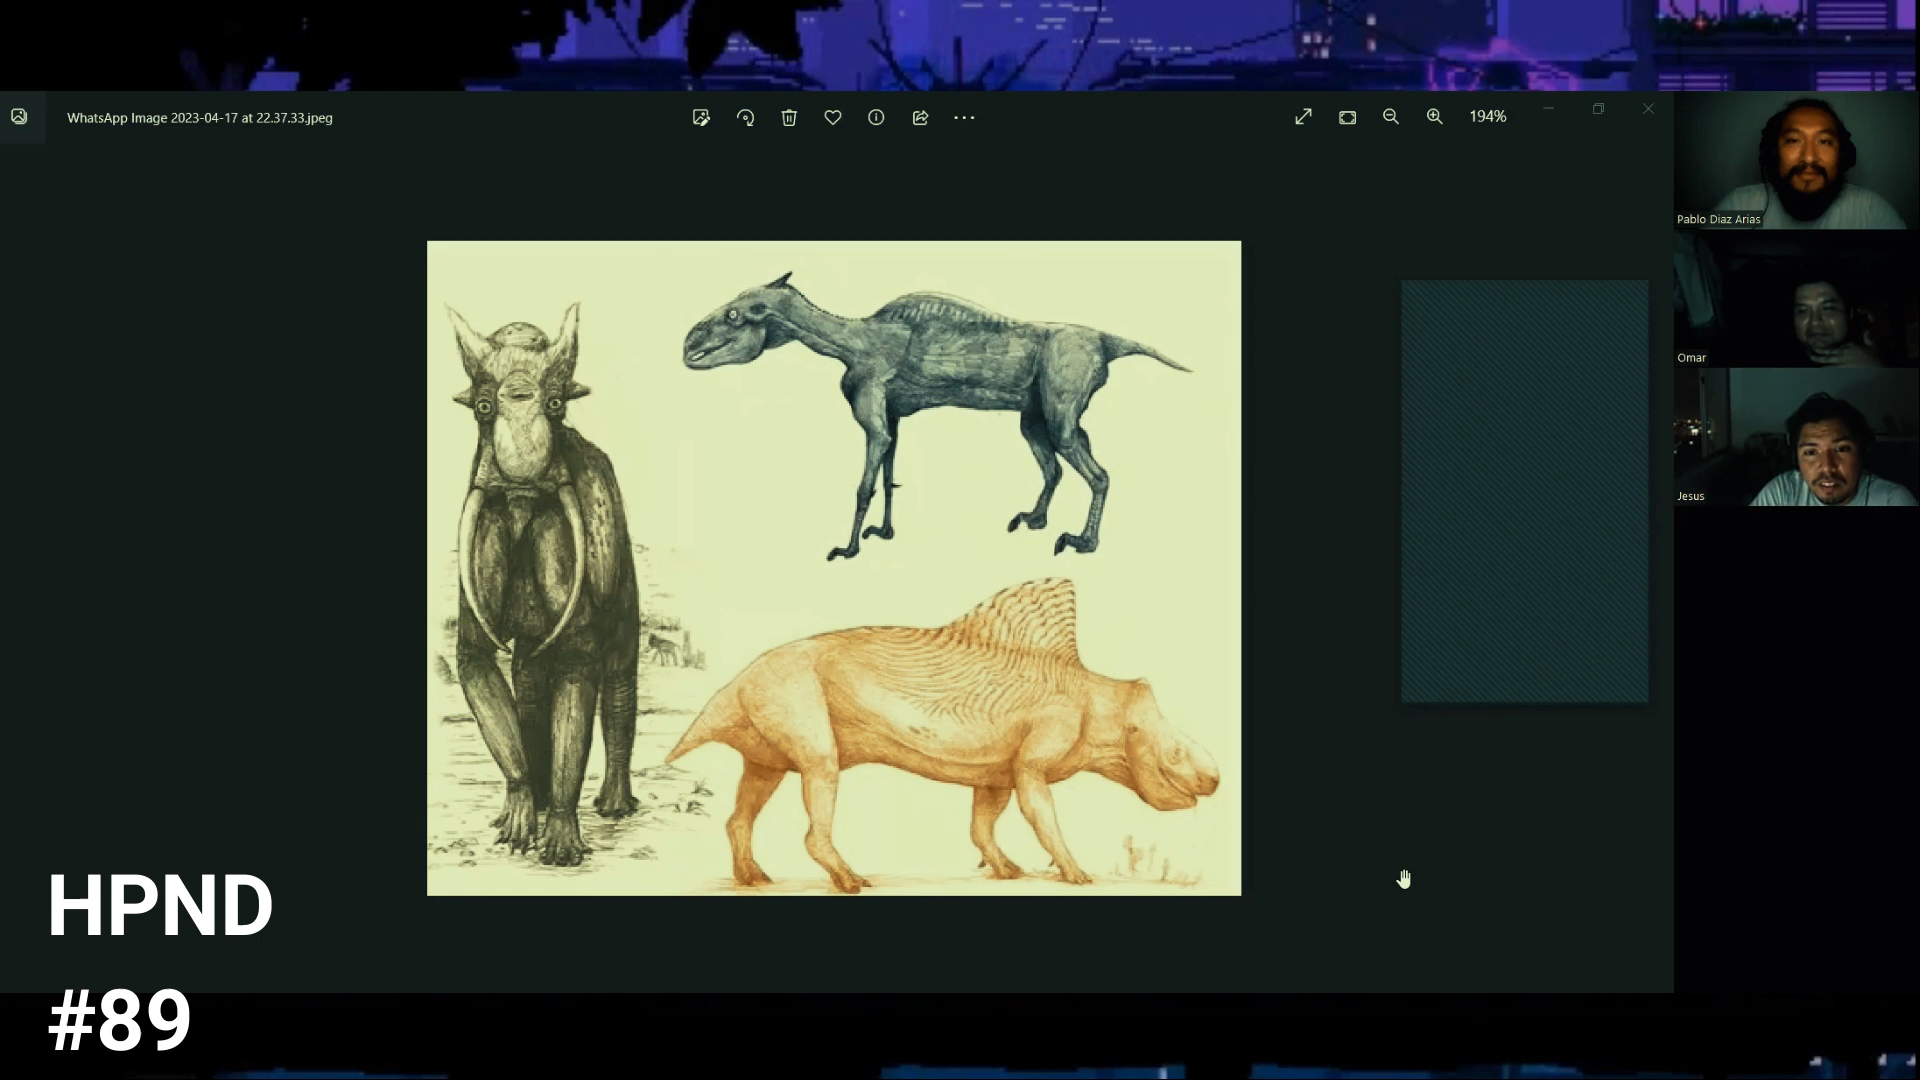 WhatsApp Image 2023-04-17 at 22.37.33.jpeg
194%
Pablo Diaz Arias
Omar
Jesus
HPND
#89